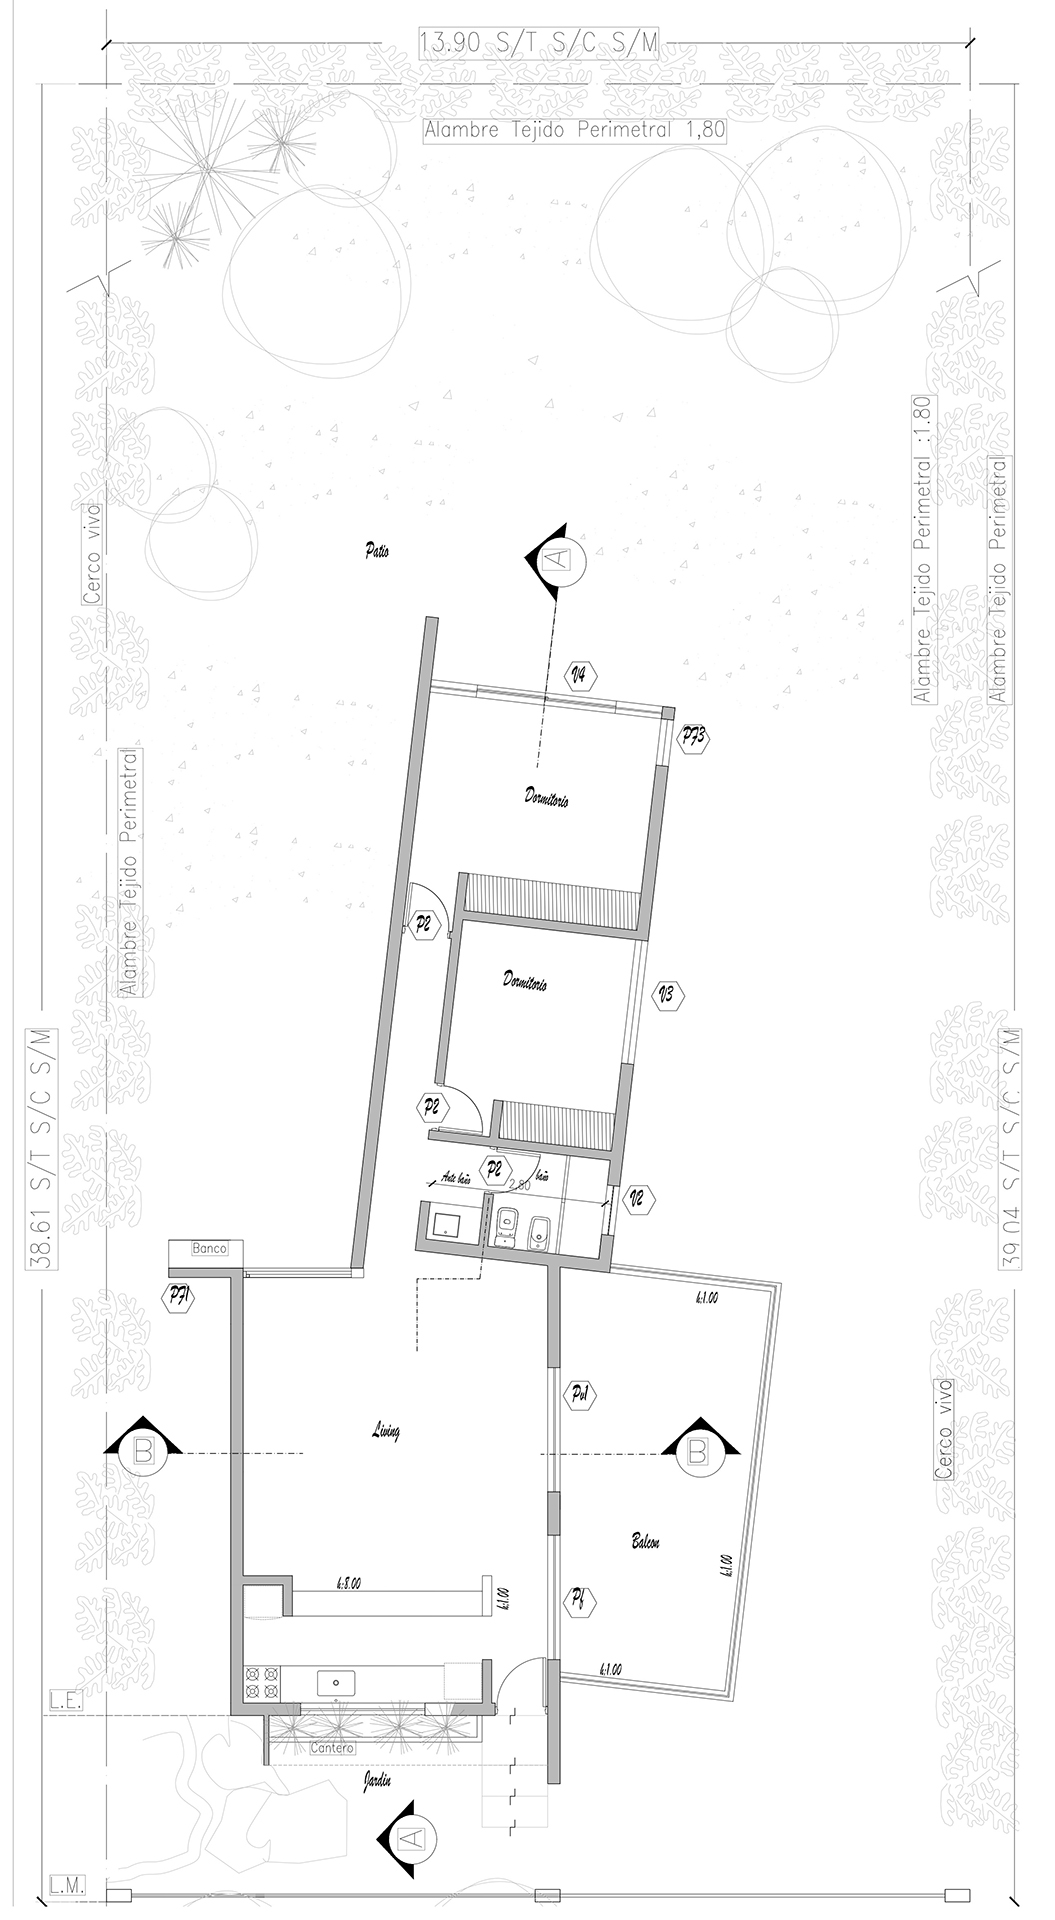 13.90 S/T S/C S/M
Alambre Tejido Perimetral 1,80
Alambre Tejido Perimetral :1.80
Alambre Tejido Perimetral
Cerco vivo
Patio
A
V4
PF3
Alambre Tejido Perimetral
Dormitorio
P2
Dormitorio
V3
P2
38.61 S/T S/C S/M
39.04 S/T S/C S/M
P2
Ante baño
baño
2,80
V2
Banco
PF1
h:1.00
Pv1
Cerco vivo
Living
B
B
Balcon
h:1.00
h:8.00
h:1.00
Pf
h:1.00
L.E.
Cantero
Jardin
A
L.M.